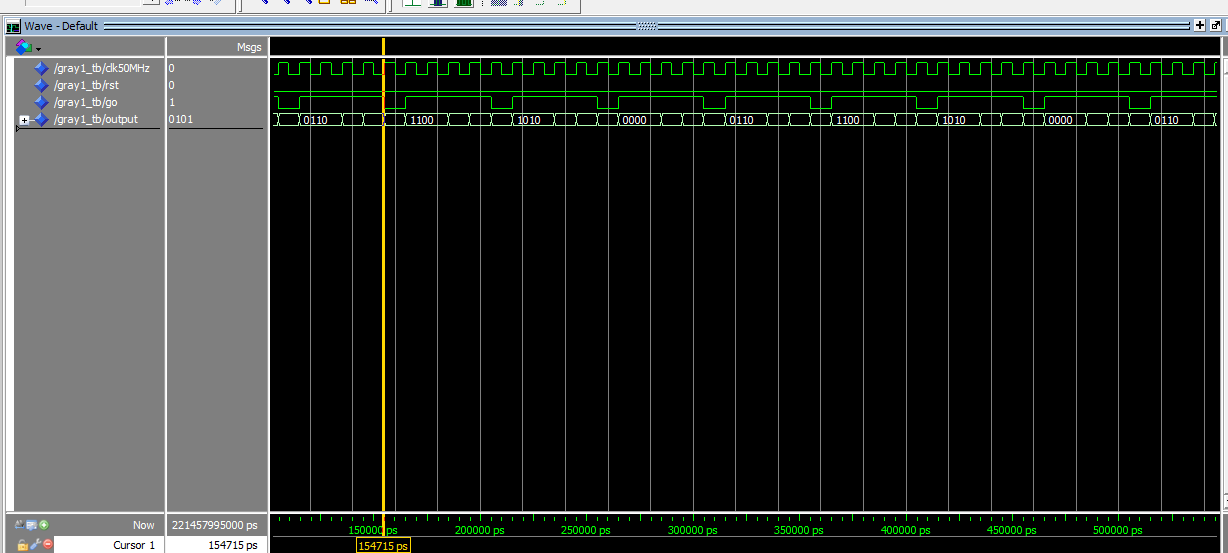 Wave - Default
Msgs
/gray1_tb/clk50MHz 0
/gray1_tb/rst 0
/gray1_tb/go 1
/gray1_tb/output 0101 0110 1100 1010 0000 0110 1100 1010 0000 0110
Now 221457995000 ps 150000 ps 200000 ps 250000 ps 300000 ps 350000 ps 400000 ps 450000 ps 500000 ps
Cursor 1 154715 ps 154715 ps